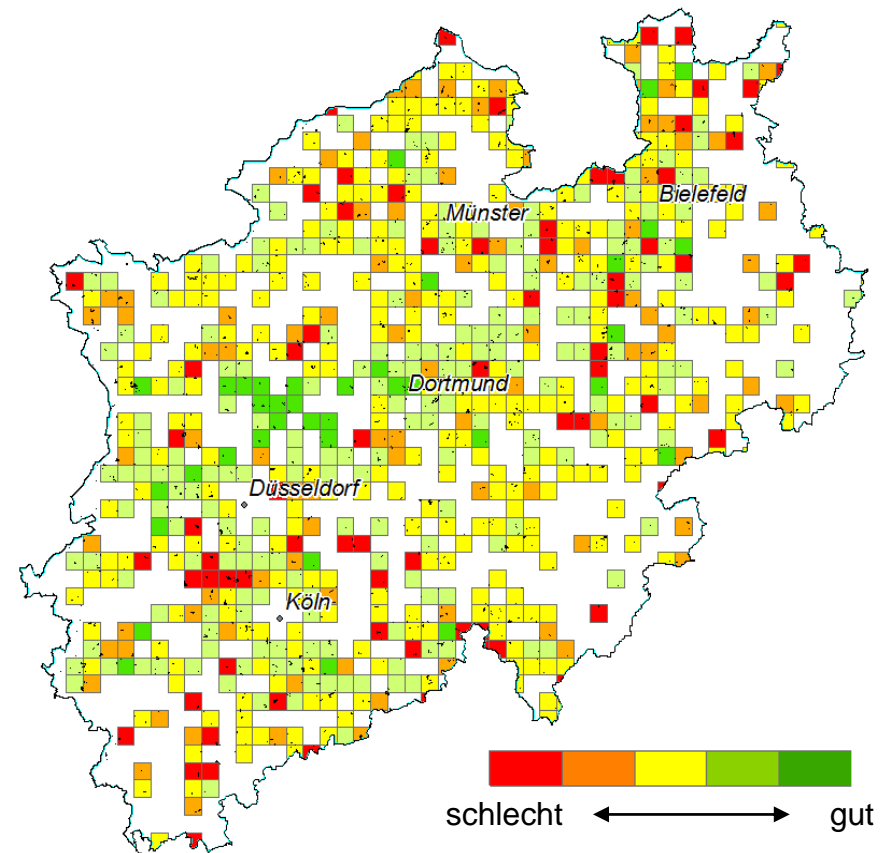 Bielefeld
Münster
Dortmund
Düsseldorf
Köln
schlecht gut